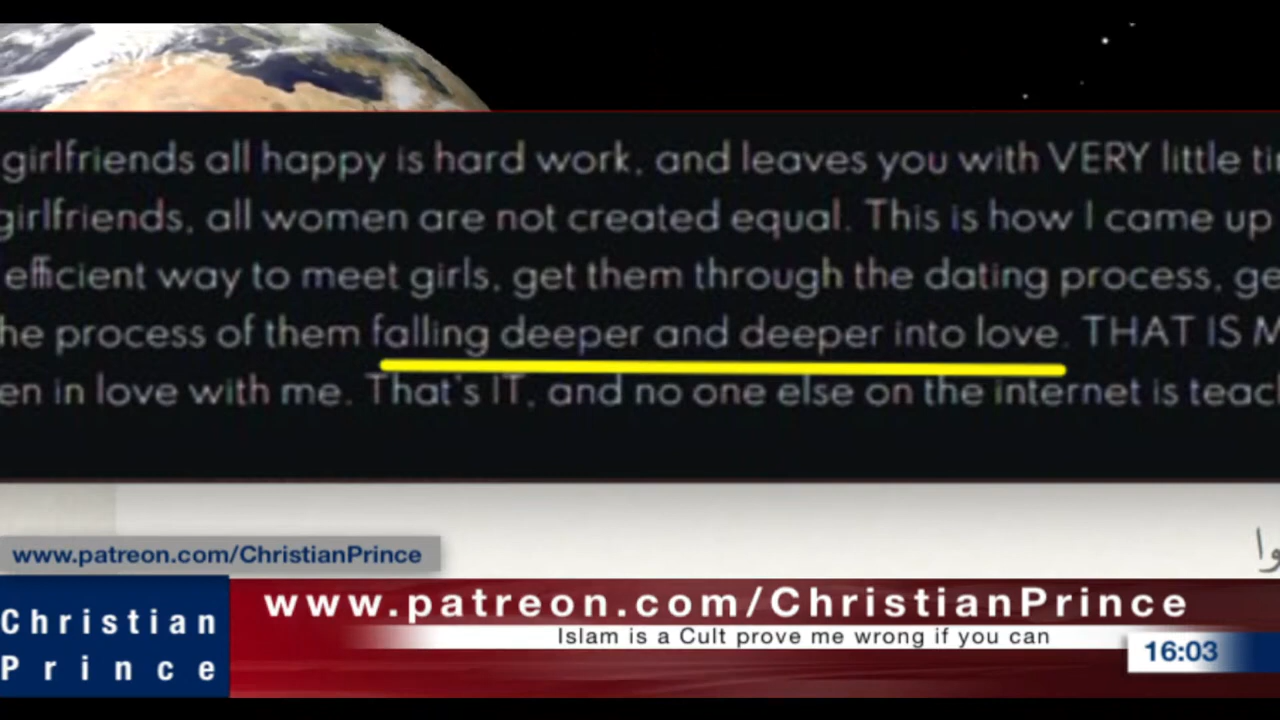 girlfriends all happy is hard work, and leaves you with VERY little
girlfriends, all women are not created equal. This is how I came up
efficient way to meet girls, get them through the dating process,
process of them falling deeper and deeper into love. THAT IS
in love with me. That's IT, and no one else on the internet is
www.patreon.com/ChristianPrince
www.patreon.com/ChristianPrince
Islam is a Cult prove me wrong if you can
Christian
Prince
16:03